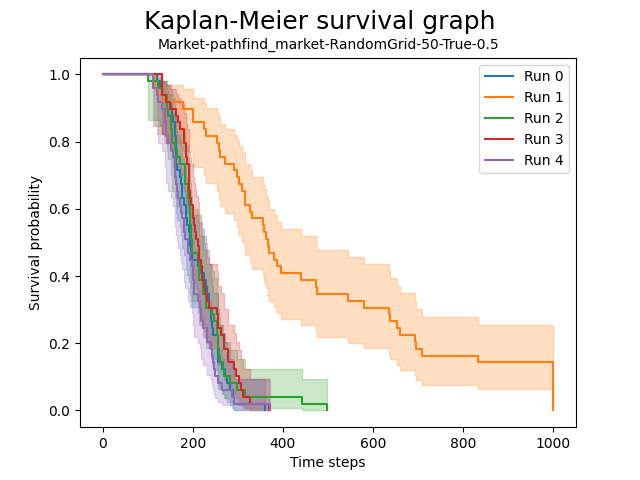 Kaplan-Meier survival graph
Market-pathfind_market-RandomGrid-50-True-0.5
Survival probability
1.0
0.8
0.6
0.4
0.2
0.0
Run 0
Run 1
Run 2
Run 3
Run 4
0 200 400 600 800 1000
Time steps